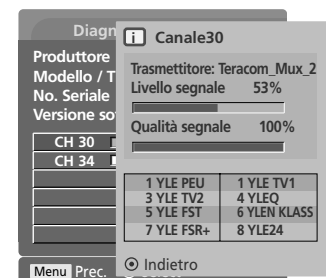 Diagn
Produttore
Modello / T
No. Seriale
Versione so
CH 30
CH 34
Menu Prec.
i Canale30
Trasmettitore: Teracom_Mux_2
Livello segnale 53%
Qualità segnale 100%
1 YLE PEU 1 YLE TV1
3 YLE TV2 4 YLEQ
5 YLE FST 6 YLEN KLASS
7 YLE FSR+ 8 YLE24
Indietro